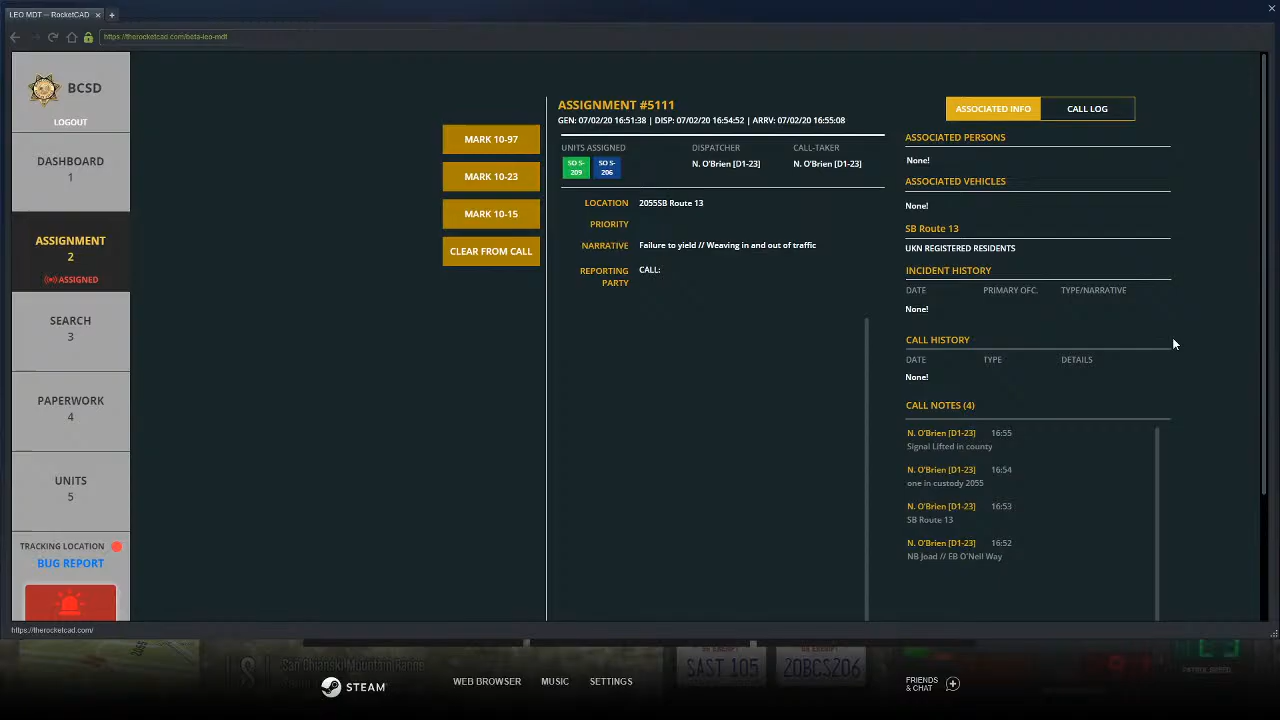 LEO MDT — RocketCAD
https://therocketcad.com/beta-leo-mdt
BCSD
LOGOUT
DASHBOARD
1
ASSIGNMENT
2
ASSIGNED
SEARCH
3
PAPERWORK
4
UNITS
5
TRACKING LOCATION
BUG REPORT
MARK 10-97
MARK 10-23
MARK 10-15
CLEAR FROM CALL
ASSIGNMENT #5111
GEN: 07/02/20 16:51:38 | DISP: 07/02/20 16:54:52 | ARRV: 07/02/20 16:55:08
UNITS ASSIGNED
SO S-209
SO S-206
DISPATCHER
N. O'Brien [D1-23]
CALL-TAKER
N. O'Brien [D1-23]
LOCATION 2055SB Route 13
PRIORITY
NARRATIVE Failure to yield // Weaving in and out of traffic
REPORTING PARTY CALL:
ASSOCIATED INFO
CALL LOG
ASSOCIATED PERSONS
None!
ASSOCIATED VEHICLES
None!
SB Route 13
UKN REGISTERED RESIDENTS
INCIDENT HISTORY
DATE PRIMARY OFC. TYPE/NARRATIVE
None!
CALL HISTORY
DATE TYPE DETAILS
None!
CALL NOTES (4)
N. O'Brien [D1-23] 16:55
Signal Lifted in county
N. O'Brien [D1-23] 16:54
one in custody 2055
N. O'Brien [D1-23] 16:53
SB Route 13
N. O'Brien [D1-23] 16:52
NB Joad // EB O'Neil Way
https://therocketcad.com/
San Chianski Mountain Range
SAST 105
20BCS206
PATROL SPEED
STEAM
WEB BROWSER
MUSIC
SETTINGS
FRIENDS
& CHAT